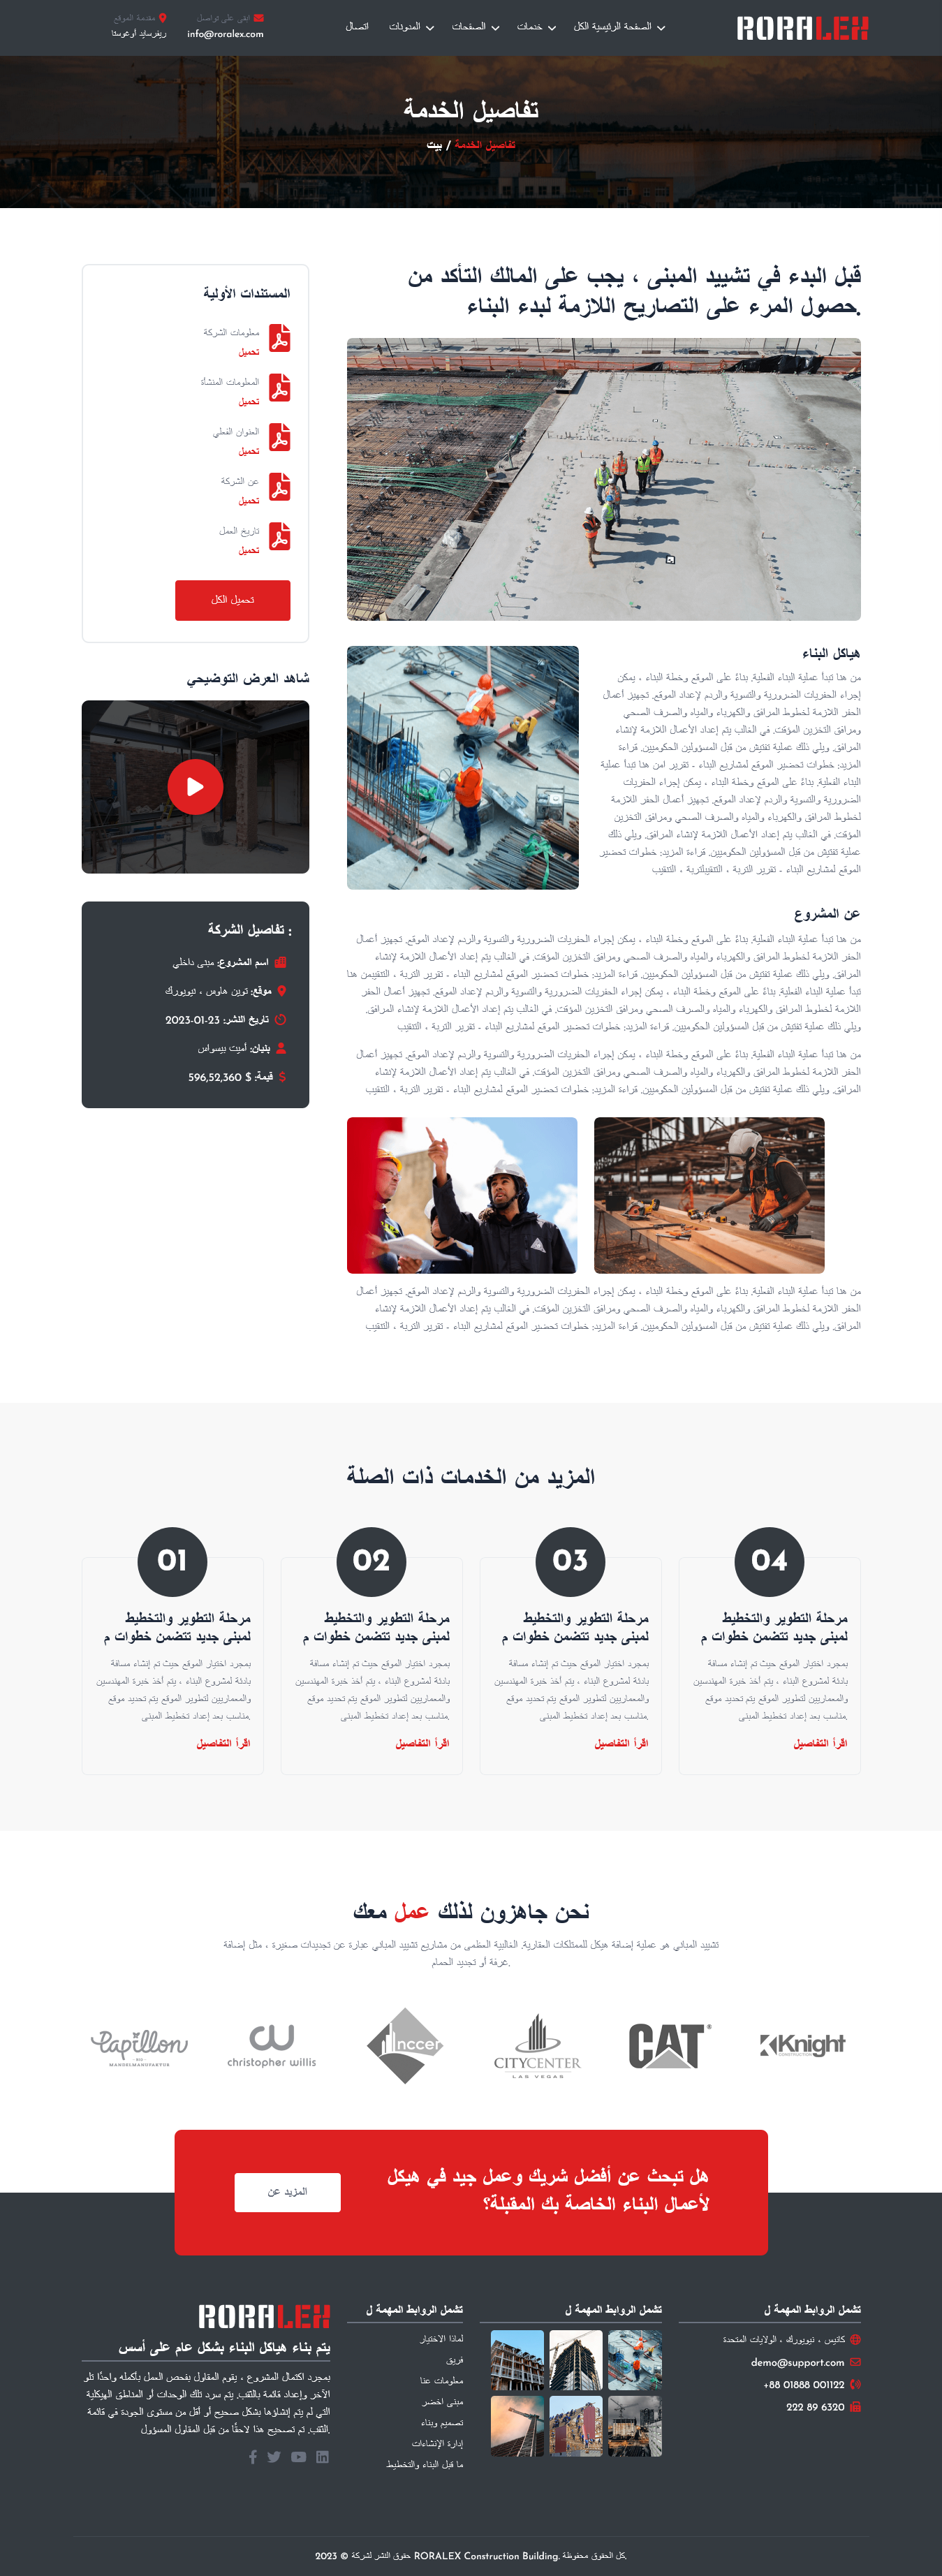 RORALEX
الصفحة الرئيسية الكل
خدمات
الصفحات
المدونات
اتصال
ابقى على تواصل
info@roralex.com
مقدمة الموقع
ريفرسايد أوغوستا
تفاصيل الخدمة
تفاصيل الخدمة / بيت
قبل البدء في تشييد المبنى ، يجب على المالك التأكد من
حصول المرء على التصاريح اللازمة لبدء البناء.
هياكل البناء
من هنا تبدأ عملية البناء الفعلية. بناءً على الموقع وخطة البناء ، يمكن
إجراء الحفريات الضرورية والتسوية والردم لإعداد الموقع. تجهيز أعمال
الحفر اللازمة لخطوط المرافق والكهرباء والمياه والصرف الصحي
ومرافق التخزين المؤقت. في الغالب يتم إعداد الأعمال اللازمة لإنشاء
المرافق. ويلي ذلك عملية تفتيش من قبل المسؤولين الحكوميين. قراءة
المزيد: خطوات تحضير الموقع لمشاريع البناء - تقرير امن هنا تبدأ عملية
البناء الفعلية. بناءً على الموقع وخطة البناء ، يمكن إجراء الحفريات
الضرورية والتسوية والردم لإعداد الموقع. تجهيز أعمال الحفر اللازمة
لخطوط المرافق والكهرباء والمياه والصرف الصحي ومرافق التخزين
المؤقت. في الغالب يتم إعداد الأعمال اللازمة لإنشاء المرافق. ويلي ذلك
عملية تفتيش من قبل المسؤولين الحكوميين. قراءة المزيد: خطوات تحضير
الموقع لمشاريع البناء - تقرير التربة ، التنقيبلتربة ، التنقيب
عن المشروع
من هنا تبدأ عملية البناء الفعلية. بناءً على الموقع وخطة البناء ، يمكن إجراء الحفريات الضرورية والتسوية والردم لإعداد الموقع. تجهيز أعمال
الحفر اللازمة لخطوط المرافق والكهرباء والمياه والصرف الصحي ومرافق التخزين المؤقت. في الغالب يتم إعداد الأعمال اللازمة لإنشاء
المرافق. ويلي ذلك عملية تفتيش من قبل المسؤولين الحكوميين. قراءة المزيد: خطوات تحضير الموقع لمشاريع البناء - تقرير التربة ، التنقيمن هنا
تبدأ عملية البناء الفعلية. بناءً على الموقع وخطة البناء ، يمكن إجراء الحفريات الضرورية والتسوية والردم لإعداد الموقع. تجهيز أعمال الحفر
اللازمة لخطوط المرافق والكهرباء والمياه والصرف الصحي ومرافق التخزين المؤقت. في الغالب يتم إعداد الأعمال اللازمة لإنشاء المرافق.
ويلي ذلك عملية تفتيش من قبل المسؤولين الحكوميين. قراءة المزيد: خطوات تحضير الموقع لمشاريع البناء - تقرير التربة ، التنقيب
من هنا تبدأ عملية البناء الفعلية. بناءً على الموقع وخطة البناء ، يمكن إجراء الحفريات الضرورية والتسوية والردم لإعداد الموقع. تجهيز أعمال
الحفر اللازمة لخطوط المرافق والكهرباء والمياه والصرف الصحي ومرافق التخزين المؤقت. في الغالب يتم إعداد الأعمال اللازمة لإنشاء
المرافق. ويلي ذلك عملية تفتيش من قبل المسؤولين الحكوميين. قراءة المزيد: خطوات تحضير الموقع لمشاريع البناء - تقرير التربة ، التنقيب
من هنا تبدأ عملية البناء الفعلية. بناءً على الموقع وخطة البناء ، يمكن إجراء الحفريات الضرورية والتسوية والردم لإعداد الموقع. تجهيز أعمال
الحفر اللازمة لخطوط المرافق والكهرباء والمياه والصرف الصحي ومرافق التخزين المؤقت. في الغالب يتم إعداد الأعمال اللازمة لإنشاء
المرافق. ويلي ذلك عملية تفتيش من قبل المسؤولين الحكوميين. قراءة المزيد: خطوات تحضير الموقع لمشاريع البناء - تقرير التربة ، التنقيب
المستندات الأولية
معلومات الشركة
تحميل
المعلومات المنشأة
تحميل
العنوان الفعلي
تحميل
عن الشركة
تحميل
تاريخ العمل
تحميل
تحميل الكل
شاهد العرض التوضيحي
تفاصيل الشركة :
اسم المشروع: مبنى داخلي
موقع: توين هاوس ، نيويورك
تاريخ النشر: 23-01-2023
بنيان: أميت بيسواس
قيمة: $ 596,52,360
المزيد من الخدمات ذات الصلة
04
مرحلة التطوير والتخطيط
لمبنى جديد تتضمن خطوات م
بمجرد اختيار الموقع حيث تم إنشاء مسافة
بادئة لمشروع البناء ، يتم أخذ خبرة المهندسين
والمعماريين لتطوير الموقع يتم تحديد موقع
مناسب بعد إعداد تخطيط المبنى.
اقرأ التفاصيل
03
مرحلة التطوير والتخطيط
لمبنى جديد تتضمن خطوات م
بمجرد اختيار الموقع حيث تم إنشاء مسافة
بادئة لمشروع البناء ، يتم أخذ خبرة المهندسين
والمعماريين لتطوير الموقع يتم تحديد موقع
مناسب بعد إعداد تخطيط المبنى.
اقرأ التفاصيل
02
مرحلة التطوير والتخطيط
لمبنى جديد تتضمن خطوات م
بمجرد اختيار الموقع حيث تم إنشاء مسافة
بادئة لمشروع البناء ، يتم أخذ خبرة المهندسين
والمعماريين لتطوير الموقع يتم تحديد موقع
مناسب بعد إعداد تخطيط المبنى.
اقرأ التفاصيل
01
مرحلة التطوير والتخطيط
لمبنى جديد تتضمن خطوات م
بمجرد اختيار الموقع حيث تم إنشاء مسافة
بادئة لمشروع البناء ، يتم أخذ خبرة المهندسين
والمعماريين لتطوير الموقع يتم تحديد موقع
مناسب بعد إعداد تخطيط المبنى.
اقرأ التفاصيل
نحن جاهزون لذلك عمل معك
تشييد المباني هو عملية إضافة هيكل للممتلكات العقارية. الغالبية العظمى من مشاريع تشييد المباني عبارة عن تجديدات صغيرة ، مثل إضافة
غرفة أو تجديد الحمام.
Knight
CONSTRUCTION
CAT®
CITYCENTER
LAS VEGAS
nccer
christopher willis
Papillon
DIE
MANDELMANUFAKTUR
هل تبحث عن أفضل شريك وعمل جيد في هيكل
لأعمال البناء الخاصة بك المقبلة؟
المزيد عن
تشمل الروابط المهمة ل
كانيس ، نيويورك ، الولايات المتحدة
demo@support.com
+88 01888 001122
222 89 6320
تشمل الروابط المهمة ل
تشمل الروابط المهمة ل
لماذا الاختيار
فريق
معلومات عنا
مبنى اخضر
تصميم وبناء
إدارة الإنشاءات
ما قبل البناء والتخطيط
RORALEX
يتم بناء هياكل البناء بشكل عام على أسس
بمجرد اكتمال المشروع ، يقوم المقاول بفحص العمل بأكمله واحدًا تلو
الآخر وإعداد قائمة بالثقب. يتم سرد تلك الوحدات أو المناطق الهيكلية
التي لم يتم إنشاؤها بشكل صحيح أو أقل من مستوى الجودة في قائمة
الثقب. تم تصحيح هذا لاحقًا من قبل المقاول المسؤول.
2023 © حقوق النشر لشركة RORALEX Construction Building. كل الحقوق محفوظة.